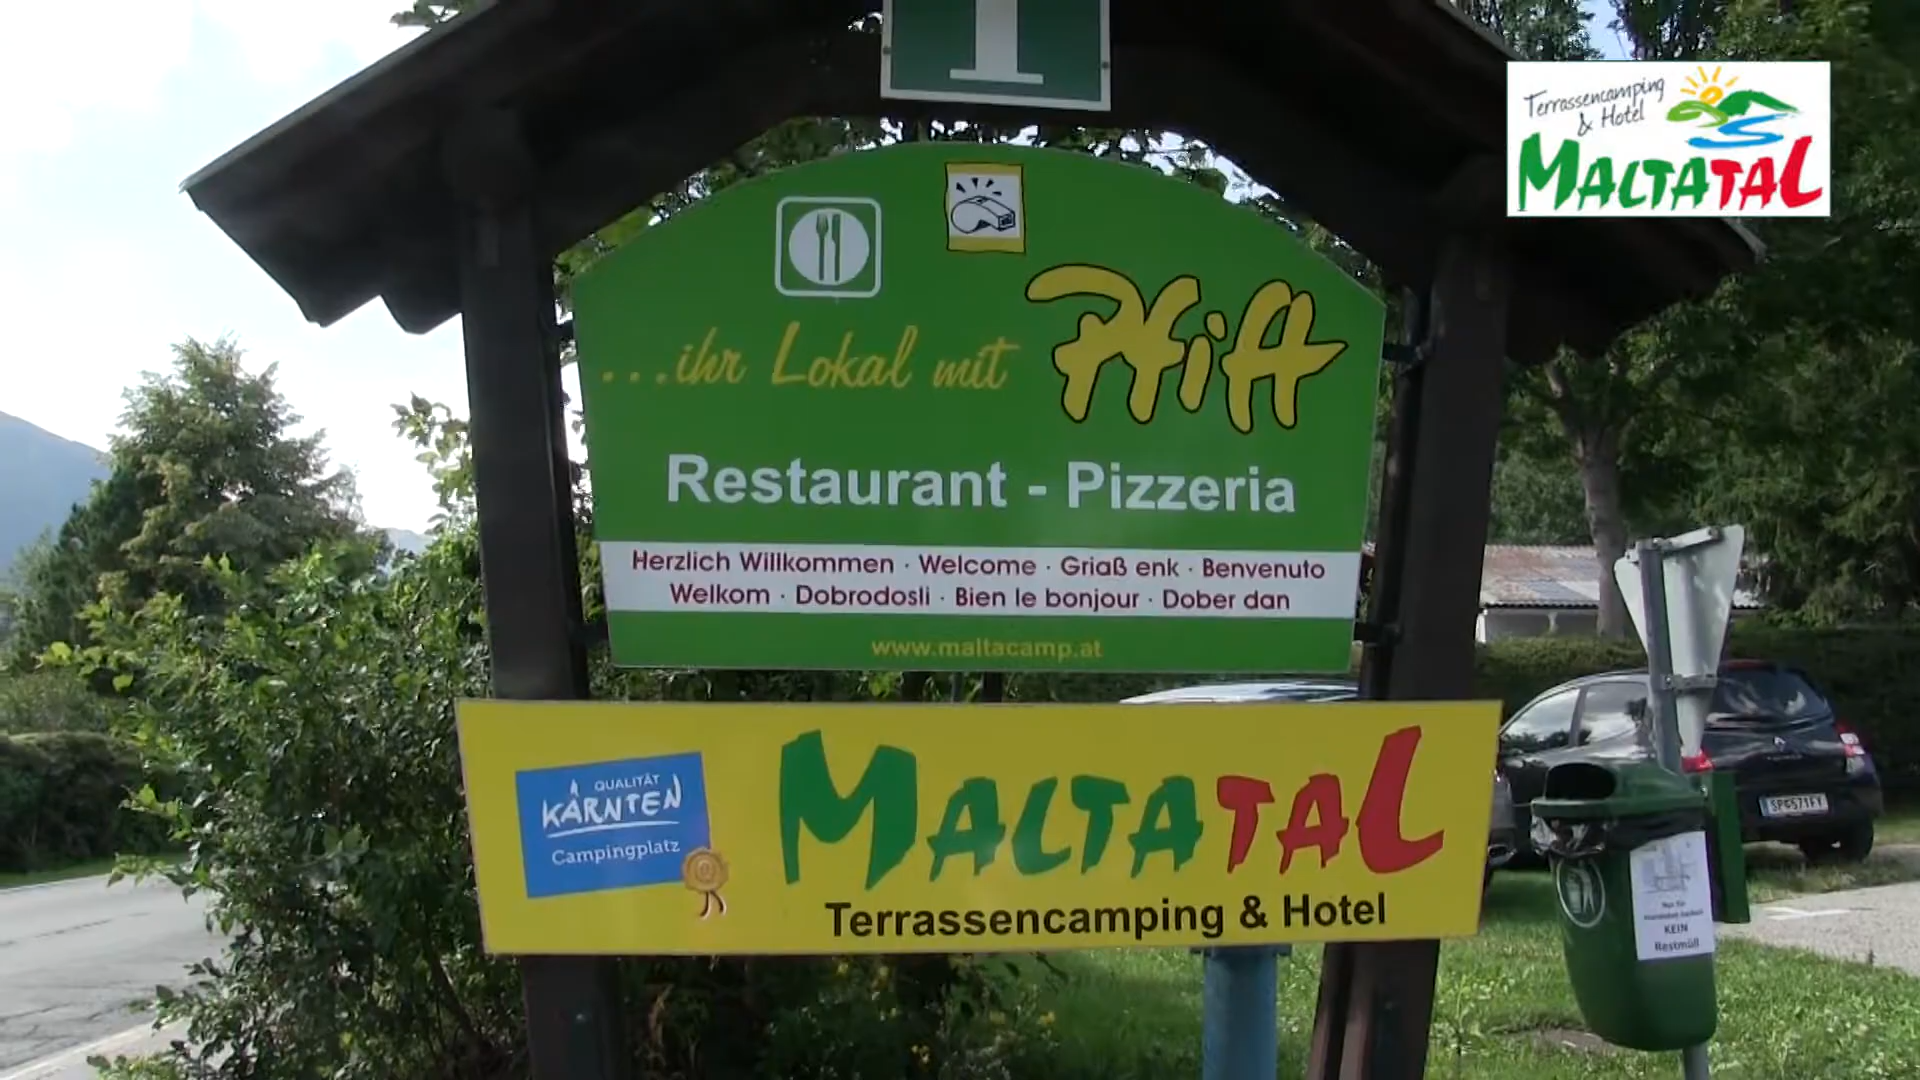 i
Terrassencamping
& Hotel
MALTATAL
...ihr Lokal mit Pfiff
Restaurant - Pizzeria
Herzlich Willkommen · Welcome · Griaß enk · Benvenuto
Welkom · Dobrodosli · Bien le bonjour · Dober dan
www.maltacamp.at
QUALITÄT
KÄRNTEN
Campingplatz
MALTATAL
Terrassencamping & Hotel
KEIN
Restmüll